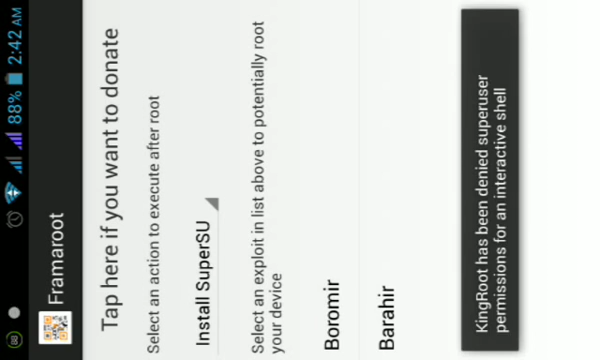 88% 2:42 AM
Framaroot
Tap here if you want to donate
Select an action to execute after root
Install SuperSU
Select an exploit in list above to potentially root
your device
Boromir
Barahir
KingRoot has been denied superuser
permissions for an interactive shell